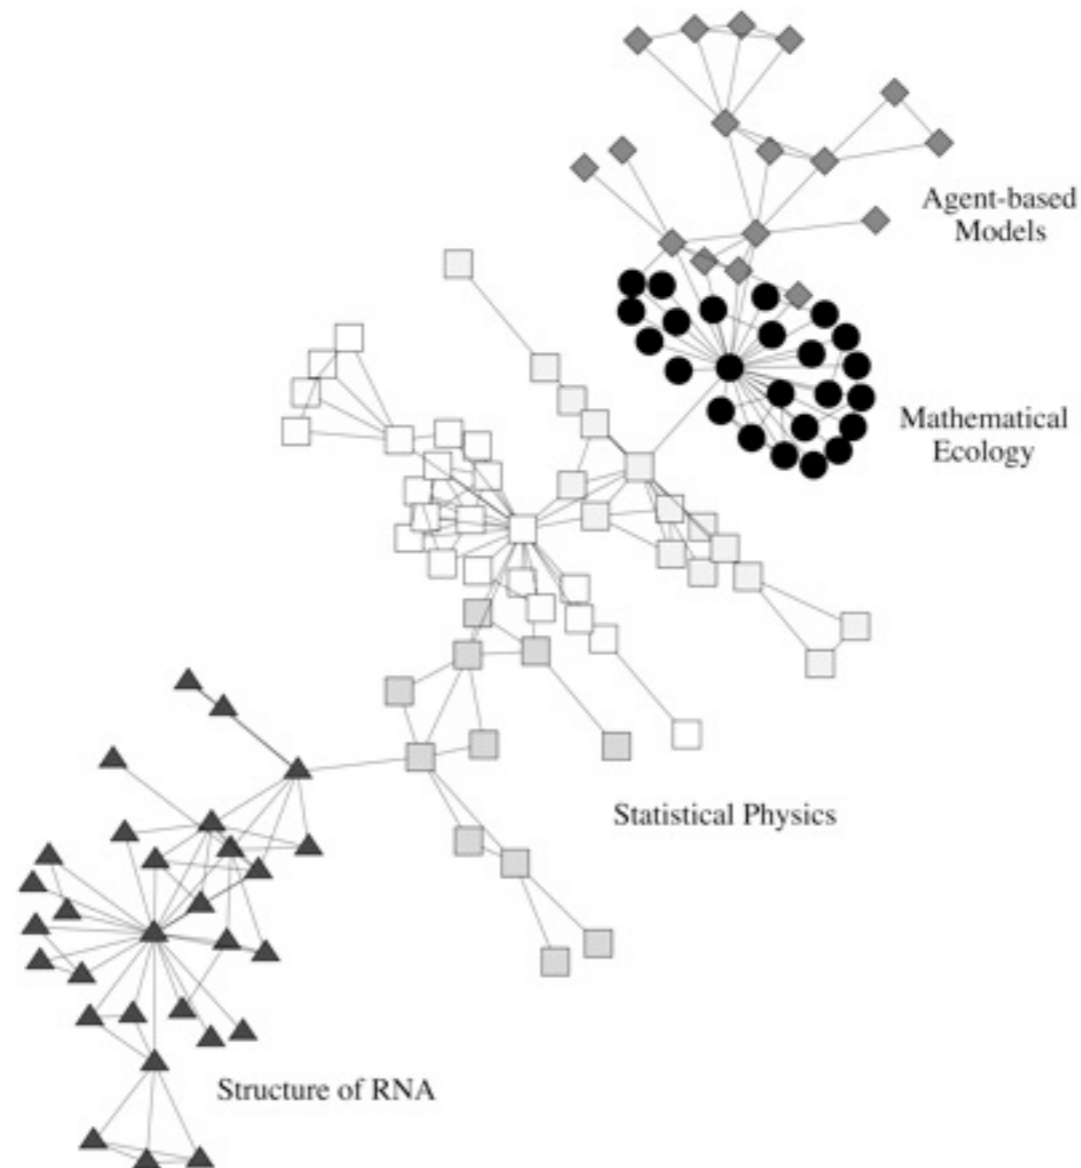 Agent-based
Models
Mathematical
Ecology
Statistical Physics
Structure of RNA